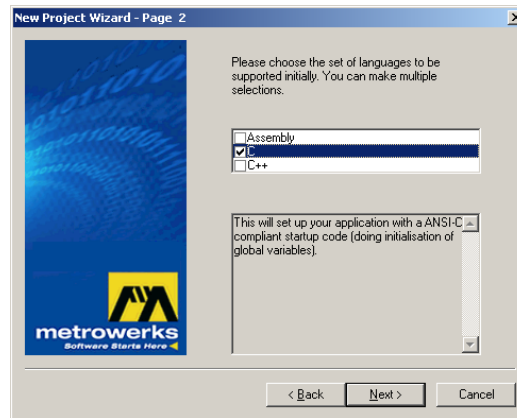 New Project Wizard - Page 2
Please choose the set of languages to be
supported initially. You can make multiple
selections.
Assembly
C
C++
This will set up your application with a ANSI-C
compliant startup code (doing initialisation of
global variables).
metrowerks
Software Starts Here
< Back
Next >
Cancel